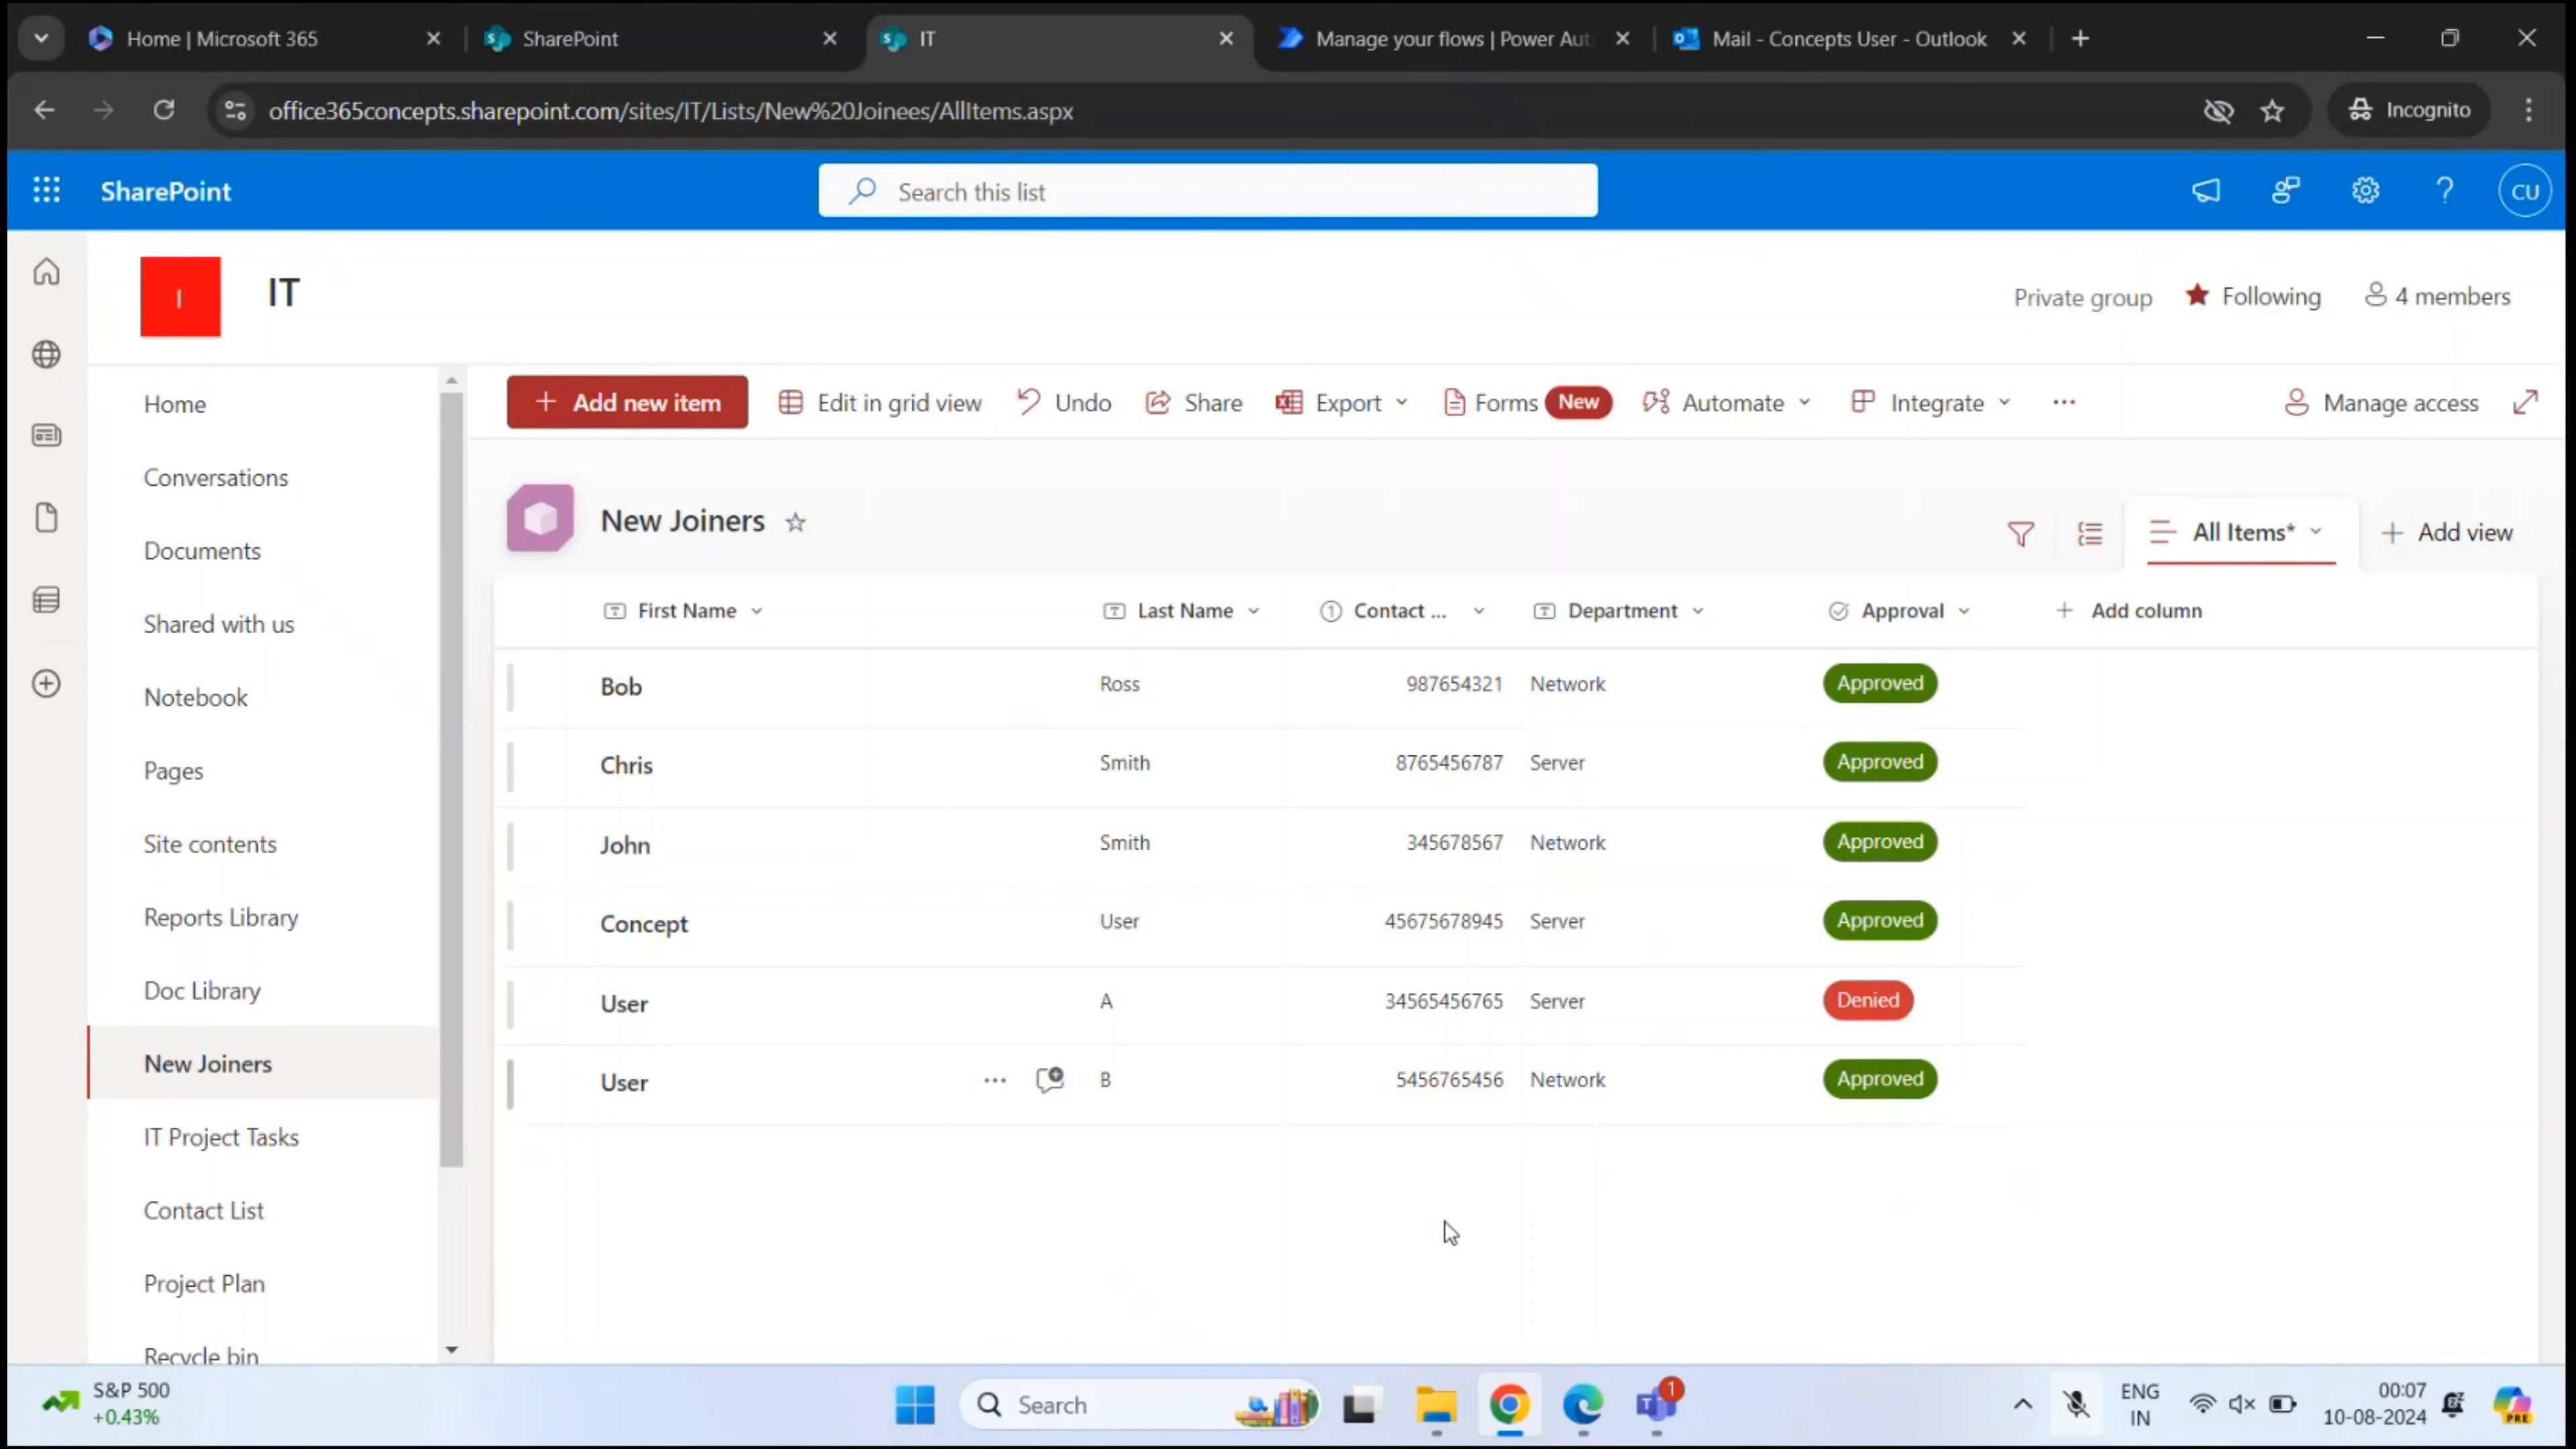 Home | Microsoft 365
SharePoint
IT
Manage your flows | Power Aut
Mail - Concepts User - Outlook
office365concepts.sharepoint.com/sites/IT/Lists/New%20Joinees/AllItems.aspx
Incognito
SharePoint
Search this list
CU
I
IT
Private group
Following
4 members
Home
Conversations
Documents
Shared with us
Notebook
Pages
Site contents
Reports Library
Doc Library
New Joiners
IT Project Tasks
Contact List
Project Plan
Recycle bin
+ Add new item
Edit in grid view
Undo
Share
Export
Forms New
Automate
Integrate
...
Manage access
New Joiners
All Items*
+ Add view
First Name Last Name Contact ... Department Approval + Add column
Bob Ross 987654321 Network Approved
Chris Smith 8765456787 Server Approved
John Smith 345678567 Network Approved
Concept User 45675678945 Server Approved
User A 34565456765 Server Denied
User ... B 5456765456 Network Approved
S&P 500
+0.43%
Search
1
ENG
IN
00:07
10-08-2024
PRE